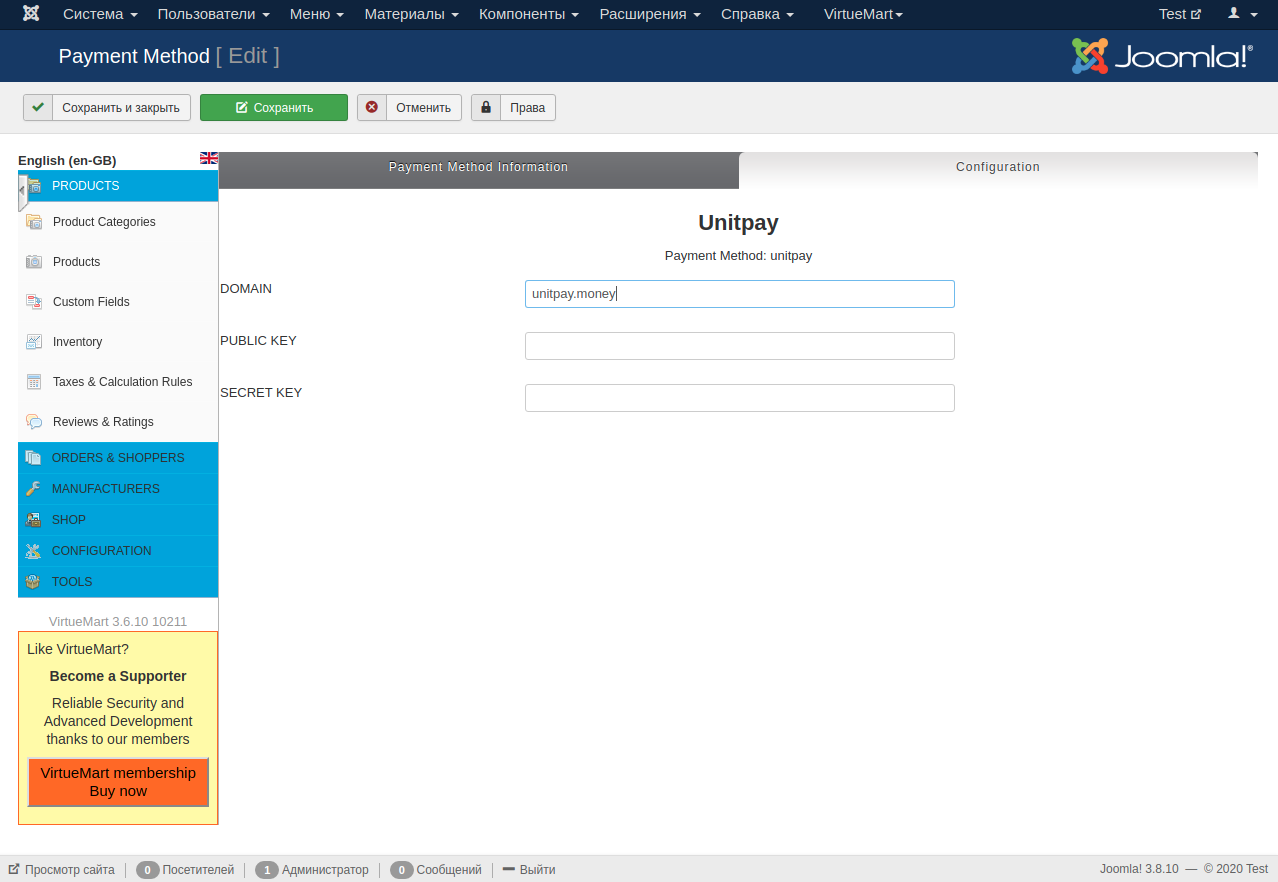 Система Пользователи Меню Материалы Компоненты Расширения Справка VirtueMart Test
Payment Method [ Edit ]
Joomla!®
Сохранить и закрыть Сохранить Отменить Права
English (en-GB)
PRODUCTS
Product Categories
Products
Custom Fields
Inventory
Taxes & Calculation Rules
Reviews & Ratings
ORDERS & SHOPPERS
MANUFACTURERS
SHOP
CONFIGURATION
TOOLS
VirtueMart 3.6.10 10211
Like VirtueMart?
Become a Supporter
Reliable Security and
Advanced Development
thanks to our members
VirtueMart membership
Buy now
Payment Method Information Configuration
Unitpay
Payment Method: unitpay
DOMAIN unitpay.money
PUBLIC KEY
SECRET KEY
Просмотр сайта 0 Посетителей 1 Администратор 0 Сообщений Выйти Joomla! 3.8.10 — © 2020 Test